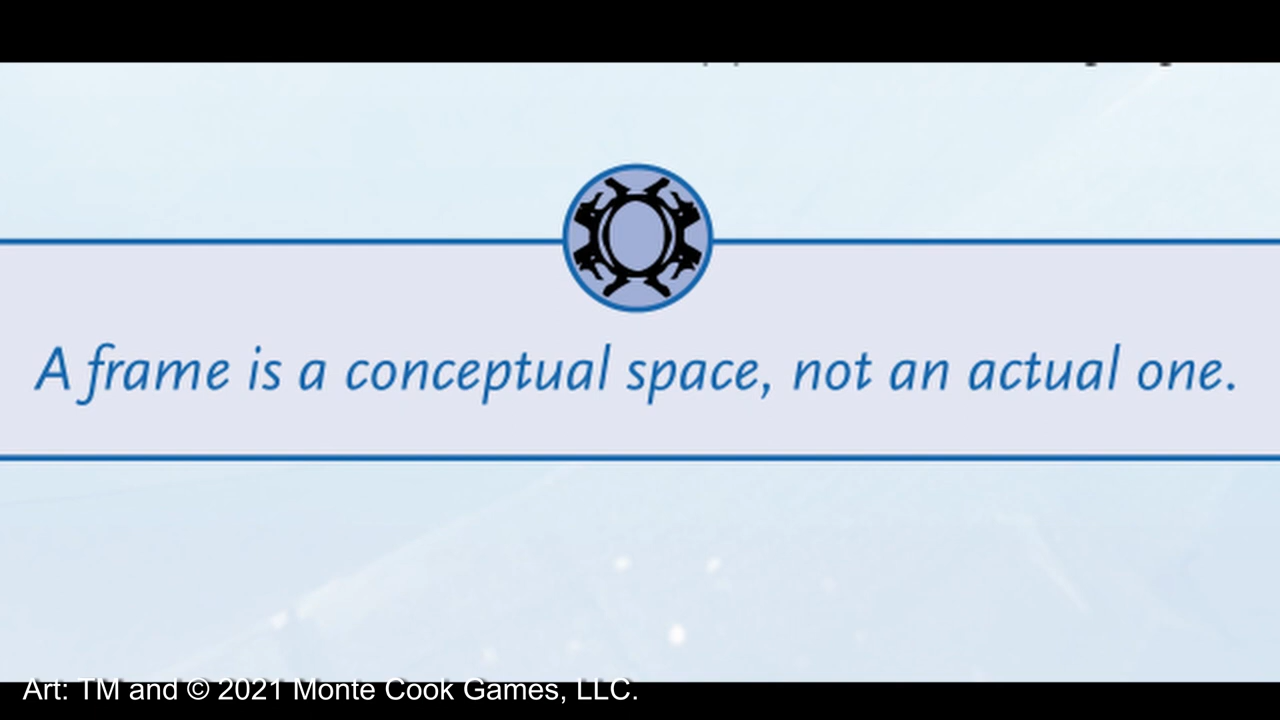 A frame is a conceptual space, not an actual one.
Art: TM and © 2021 Monte Cook Games, LLC.